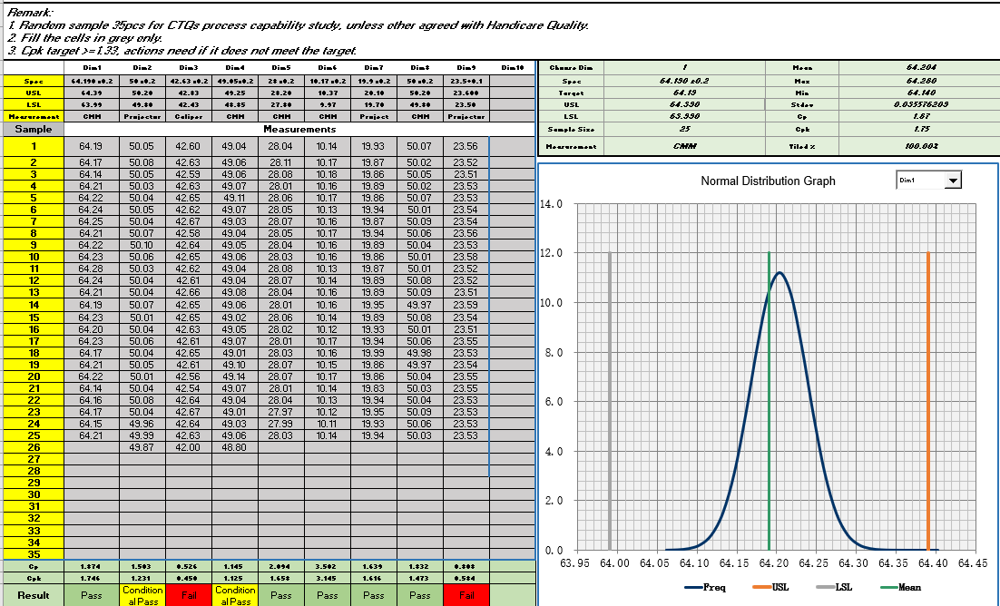 Remark:
1. Random sample 35pcs for CTQs process capability study, unless other agreed with Handicare Quality.
2. Fill the cells in grey only.
3. Cpk target >=1.33, actions need if it does not meet the target.
Dim1 Dim2 Dim3 Dim4 Dim5 Dim6 Dim7 Dim8 Dim9 Dim10
Spec 64.190 ±0.2 50 ±0.2 42.63 ±0.2 49.05±0.2 28 ±0.2 10.17 ±0.2 19.9 ±0.2 50 ±0.2 23.5+0.1
USL 64.39 50.20 42.83 49.25 28.20 10.37 20.10 50.20 23.600
LSL 63.99 49.80 42.43 48.85 27.80 9.97 19.70 49.80 23.50
Measurement CMM Projector Caliper CMM CMM CMM Project CMM Projector
Sample Measurements
1 64.19 50.05 42.60 49.04 28.04 10.14 19.93 50.07 23.56
2 64.17 50.08 42.63 49.06 28.11 10.17 19.87 50.02 23.52
3 64.14 50.05 42.59 49.06 28.08 10.18 19.86 50.05 23.51
4 64.21 50.03 42.63 49.07 28.01 10.16 19.89 50.02 23.53
5 64.22 50.04 42.65 49.11 28.06 10.17 19.86 50.07 23.53
6 64.24 50.05 42.62 49.07 28.05 10.13 19.94 50.01 23.54
7 64.25 50.04 42.67 49.03 28.07 10.16 19.87 50.09 23.54
8 64.21 50.07 42.58 49.04 28.05 10.17 19.94 50.06 23.56
9 64.22 50.10 42.64 49.05 28.04 10.16 19.89 50.04 23.53
10 64.23 50.06 42.65 49.06 28.03 10.16 19.86 50.01 23.58
11 64.28 50.03 42.62 49.04 28.08 10.13 19.87 50.01 23.52
12 64.24 50.04 42.61 49.04 28.07 10.14 19.89 50.08 23.52
13 64.21 50.04 42.66 49.08 28.04 10.16 19.89 50.09 23.51
14 64.19 50.07 42.65 49.06 28.01 10.16 19.95 49.97 23.59
15 64.23 50.01 42.65 49.02 28.06 10.14 19.89 50.08 23.54
16 64.20 50.04 42.63 49.05 28.02 10.12 19.93 50.01 23.51
17 64.23 50.06 42.61 49.07 28.01 10.17 19.94 50.06 23.55
18 64.17 50.04 42.65 49.01 28.03 10.16 19.99 49.98 23.53
19 64.21 50.05 42.61 49.10 28.07 10.15 19.86 49.97 23.54
20 64.22 50.01 42.56 49.14 28.07 10.17 19.86 50.04 23.55
21 64.14 50.04 42.54 49.07 28.01 10.14 19.83 50.03 23.55
22 64.16 50.08 42.64 49.04 28.04 10.13 19.94 50.04 23.53
23 64.17 50.04 42.67 49.01 27.97 10.12 19.95 50.09 23.53
24 64.15 49.96 42.64 49.03 27.99 10.11 19.93 50.06 23.53
25 64.21 49.99 42.63 49.06 28.03 10.14 19.94 50.03 23.53
26 49.87 42.00 48.80
27
28
29
30
31
32
33
34
35
Cp 1.874 1.503 0.526 1.145 2.094 3.502 1.639 1.832 0.808
Cpk 1.746 1.231 0.450 1.125 1.658 3.145 1.616 1.473 0.584
Result Pass Condition al Pass Fail Condition al Pass Pass Pass Pass Pass Fail
Choose Dim 1 Mean 64.204
Spec 64.190 ±0.2 Max 64.280
Target 64.19 Min 64.140
USL 64.390 Stdev 0.035576209
LSL 63.990 Cp 1.87
Sample Size 25 Cpk 1.75
Measurement CMM Yiled % 100.00%
Normal Distribution Graph
Dim1
14.0
12.0
10.0
8.0
6.0
4.0
2.0
0.0
63.95 64.00 64.05 64.10 64.15 64.20 64.25 64.30 64.35 64.40 64.45
Freq USL LSL Mean